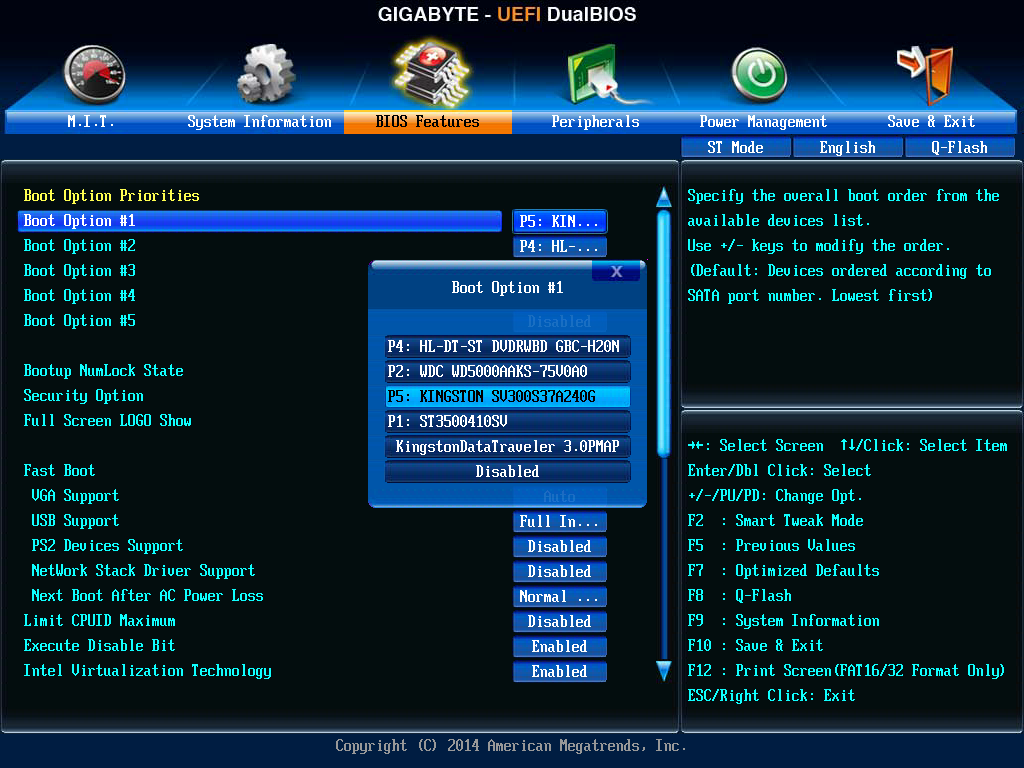 GIGABYTE - UEFI DualBIOS
M.I.T. System Information BIOS Features Peripherals Power Management Save & Exit
ST Mode English Q-Flash
Boot Option Priorities
Boot Option #1 P5: KIN...
Boot Option #2 P4: HL-...
Boot Option #3
Boot Option #4
Boot Option #5 Disabled
Bootup NumLock State
Security Option
Full Screen LOGO Show
Fast Boot
VGA Support Auto
USB Support Full In...
PS2 Devices Support Disabled
NetWork Stack Driver Support Disabled
Next Boot After AC Power Loss Normal ...
Limit CPUID Maximum Disabled
Execute Disable Bit Enabled
Intel Virtualization Technology Enabled
X
Boot Option #1
P4: HL-DT-ST DVDRWBD GBC-H20N
P2: WDC WD5000AAKS-75V0A0
P5: KINGSTON SV300S37A240G
P1: ST3500410SV
KingstonDataTraveler 3.0PMAP
Disabled
Specify the overall boot order from the
available devices list.
Use +/- keys to modify the order.
(Default: Devices ordered according to
SATA port number. Lowest first)
→←: Select Screen ↑↓/Click: Select Item
Enter/Dbl Click: Select
+/-/PU/PD: Change Opt.
F2 : Smart Tweak Mode
F5 : Previous Values
F7 : Optimized Defaults
F8 : Q-Flash
F9 : System Information
F10 : Save & Exit
F12 : Print Screen(FAT16/32 Format Only)
ESC/Right Click: Exit
Copyright (C) 2014 American Megatrends, Inc.